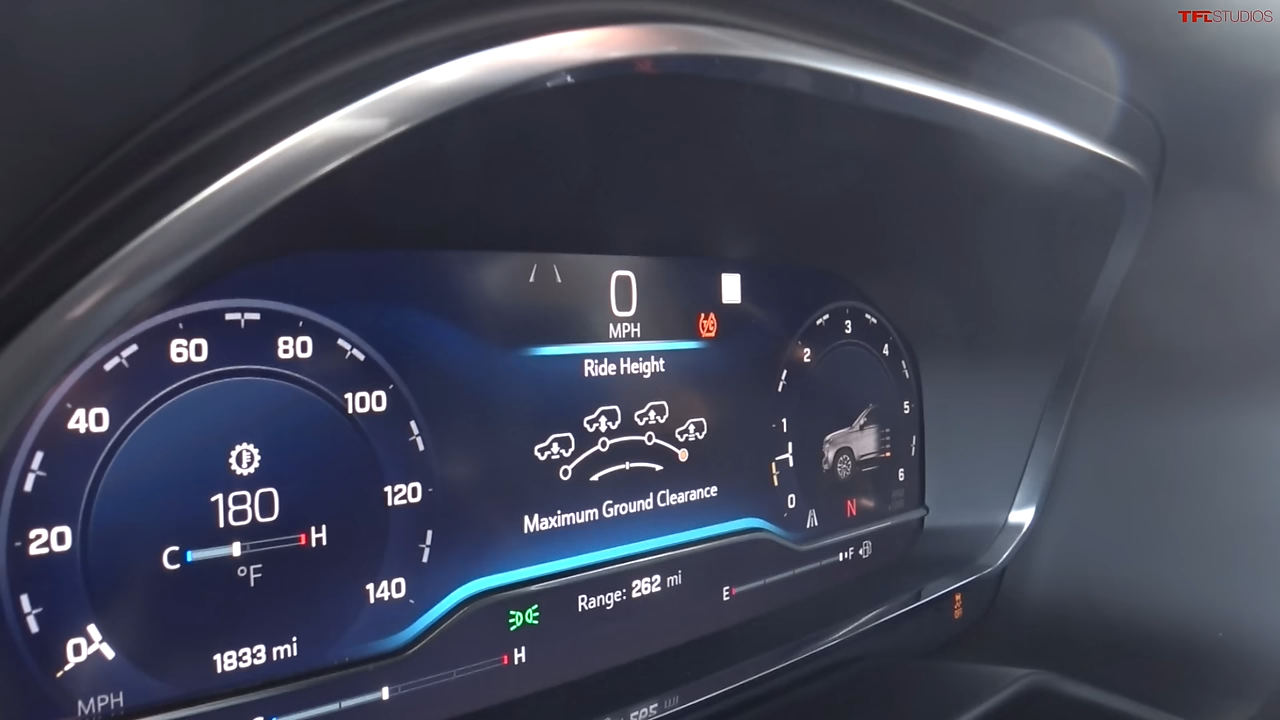 TFLSTUDIOS
0
MPH
Ride Height
Maximum Ground Clearance
20
40
60
80
100
120
140
0
MPH
180
C
H
°F
1833 mi
0
1
2
3
4
5
6
N
Range: 262 mi
E
F
H